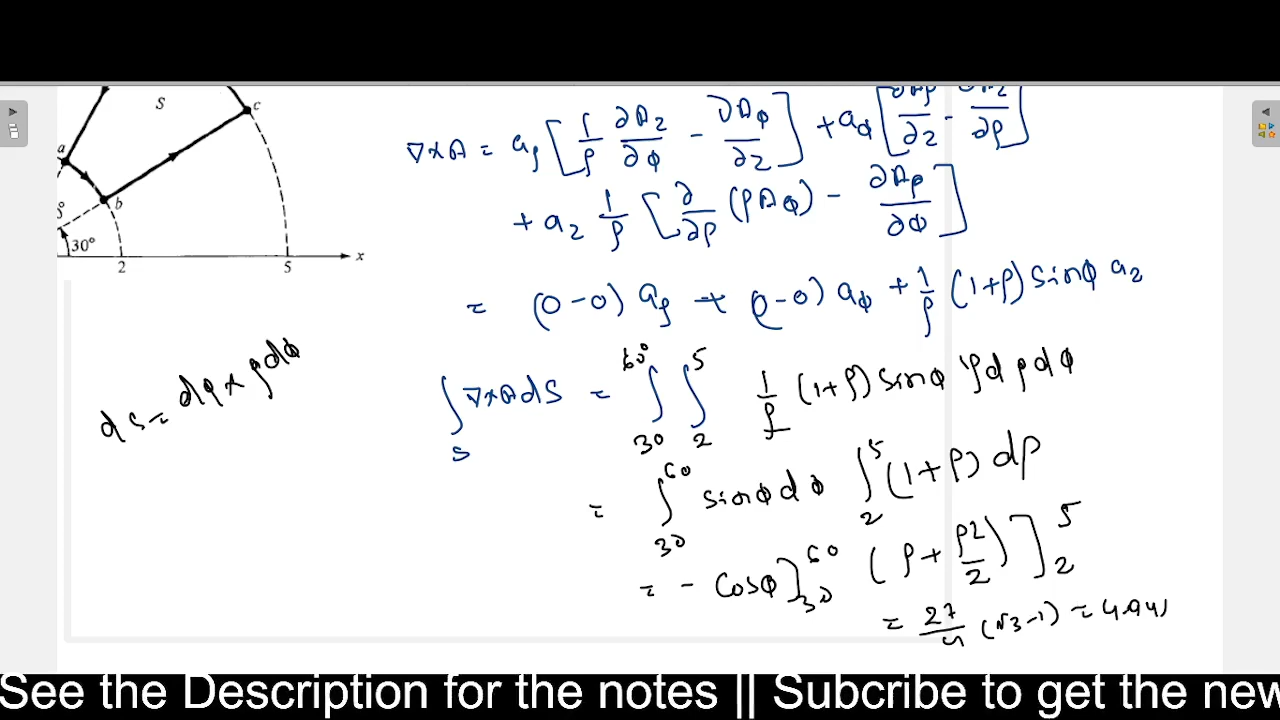 S
c
a
b
30°
2
5
x
∇×A = aρ [ 1/ρ ∂Az/∂φ − ∂Aφ/∂z ] + aφ [ ∂Aρ/∂z − ∂Az/∂ρ ]
+ az 1/ρ [ ∂/∂ρ (ρAφ) − ∂Aρ/∂φ ]
= (0−0) aρ + (0−0) aφ + 1/ρ (1+ρ) sinφ az
dS = dρ × ρdφ
∫S ∇×A dS = ∫30^60° ∫2^5 1/ρ (1+ρ) sinφ ρdρdφ
= ∫30^60 sinφ dφ ∫2^5 (1+ρ) dρ
= − cosφ]30^60 (ρ + ρ2/2)]2^5
= 27/4 (√3−1) = 4.941
See the Description for the notes || Subcribe to get the new